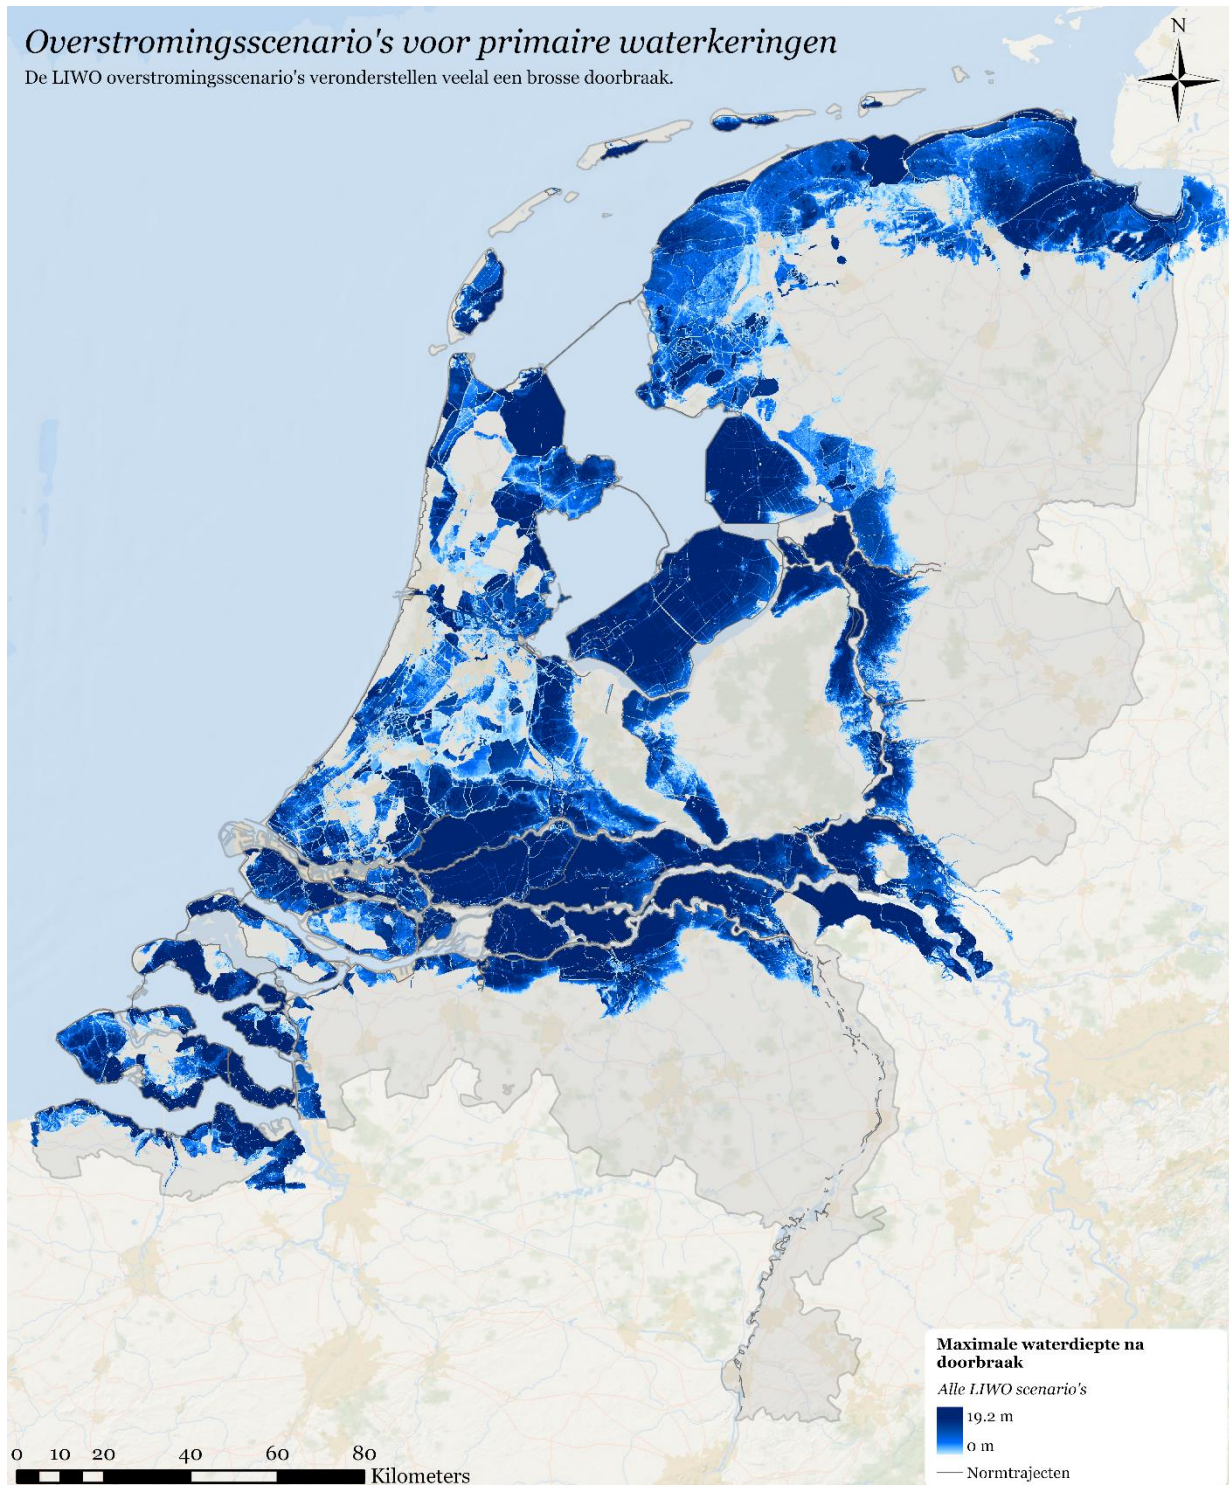 Overstromingsscenario's voor primaire waterkeringen
De LIWO overstromingsscenario's veronderstellen veelal een brosse doorbraak.
N
Maximale waterdiepte na
doorbraak
Alle LIWO scenario's
19.2 m
0 m
Normtrajecten
0 10 20 40 60 80
Kilometers